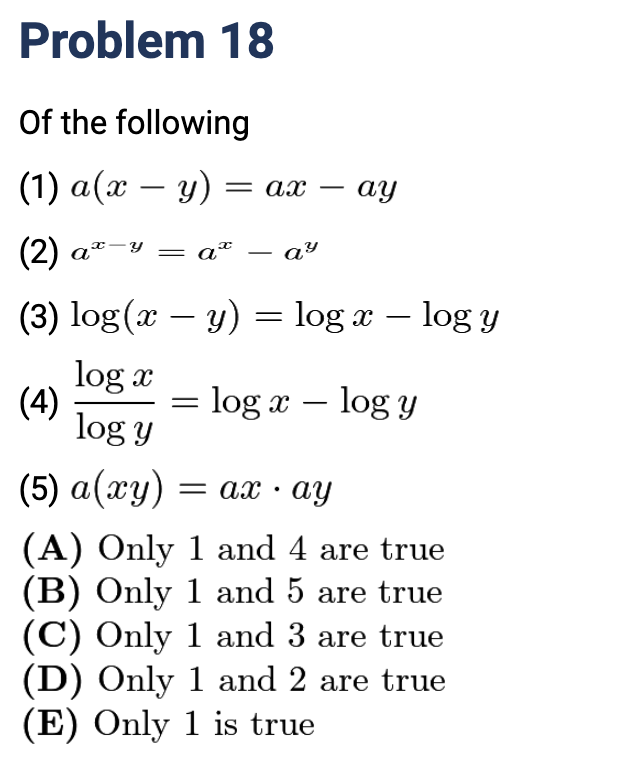 Problem 18
Of the following
(1) a(x − y) = ax − ay
(2) a^{x−y} = a^x − a^y
(3) log(x − y) = log x − log y
(4) \frac{log x}{log y} = log x − log y
(5) a(xy) = ax · ay
(A) Only 1 and 4 are true
(B) Only 1 and 5 are true
(C) Only 1 and 3 are true
(D) Only 1 and 2 are true
(E) Only 1 is true